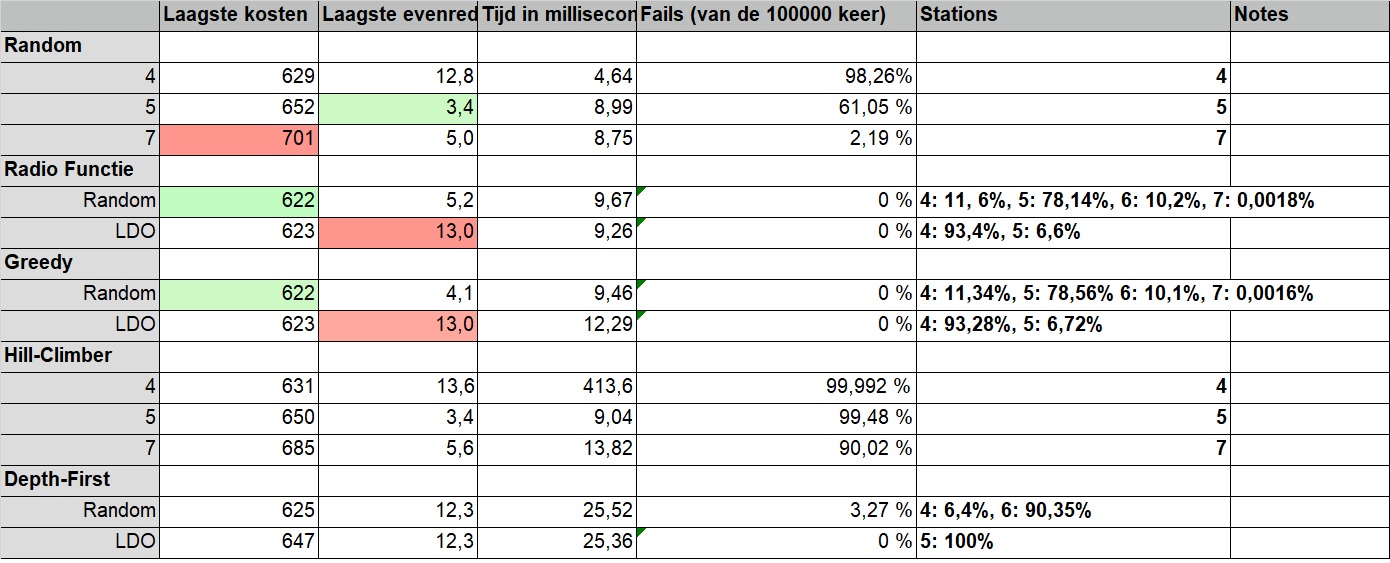 Laagste kosten Laagste evenred Tijd in millisecon Fails (van de 100000 keer) Stations Notes
Random
4 629 12,8 4,64 98,26% 4
5 652 3,4 8,99 61,05 % 5
7 701 5,0 8,75 2,19 % 7
Radio Functie
Random 622 5,2 9,67 0 % 4: 11, 6%, 5: 78,14%, 6: 10,2%, 7: 0,0018%
LDO 623 13,0 9,26 0 % 4: 93,4%, 5: 6,6%
Greedy
Random 622 4,1 9,46 0 % 4: 11,34%, 5: 78,56% 6: 10,1%, 7: 0,0016%
LDO 623 13,0 12,29 0 % 4: 93,28%, 5: 6,72%
Hill-Climber
4 631 13,6 413,6 99,992 % 4
5 650 3,4 9,04 99,48 % 5
7 685 5,6 13,82 90,02 % 7
Depth-First
Random 625 12,3 25,52 3,27 % 4: 6,4%, 6: 90,35%
LDO 647 12,3 25,36 0 % 5: 100%